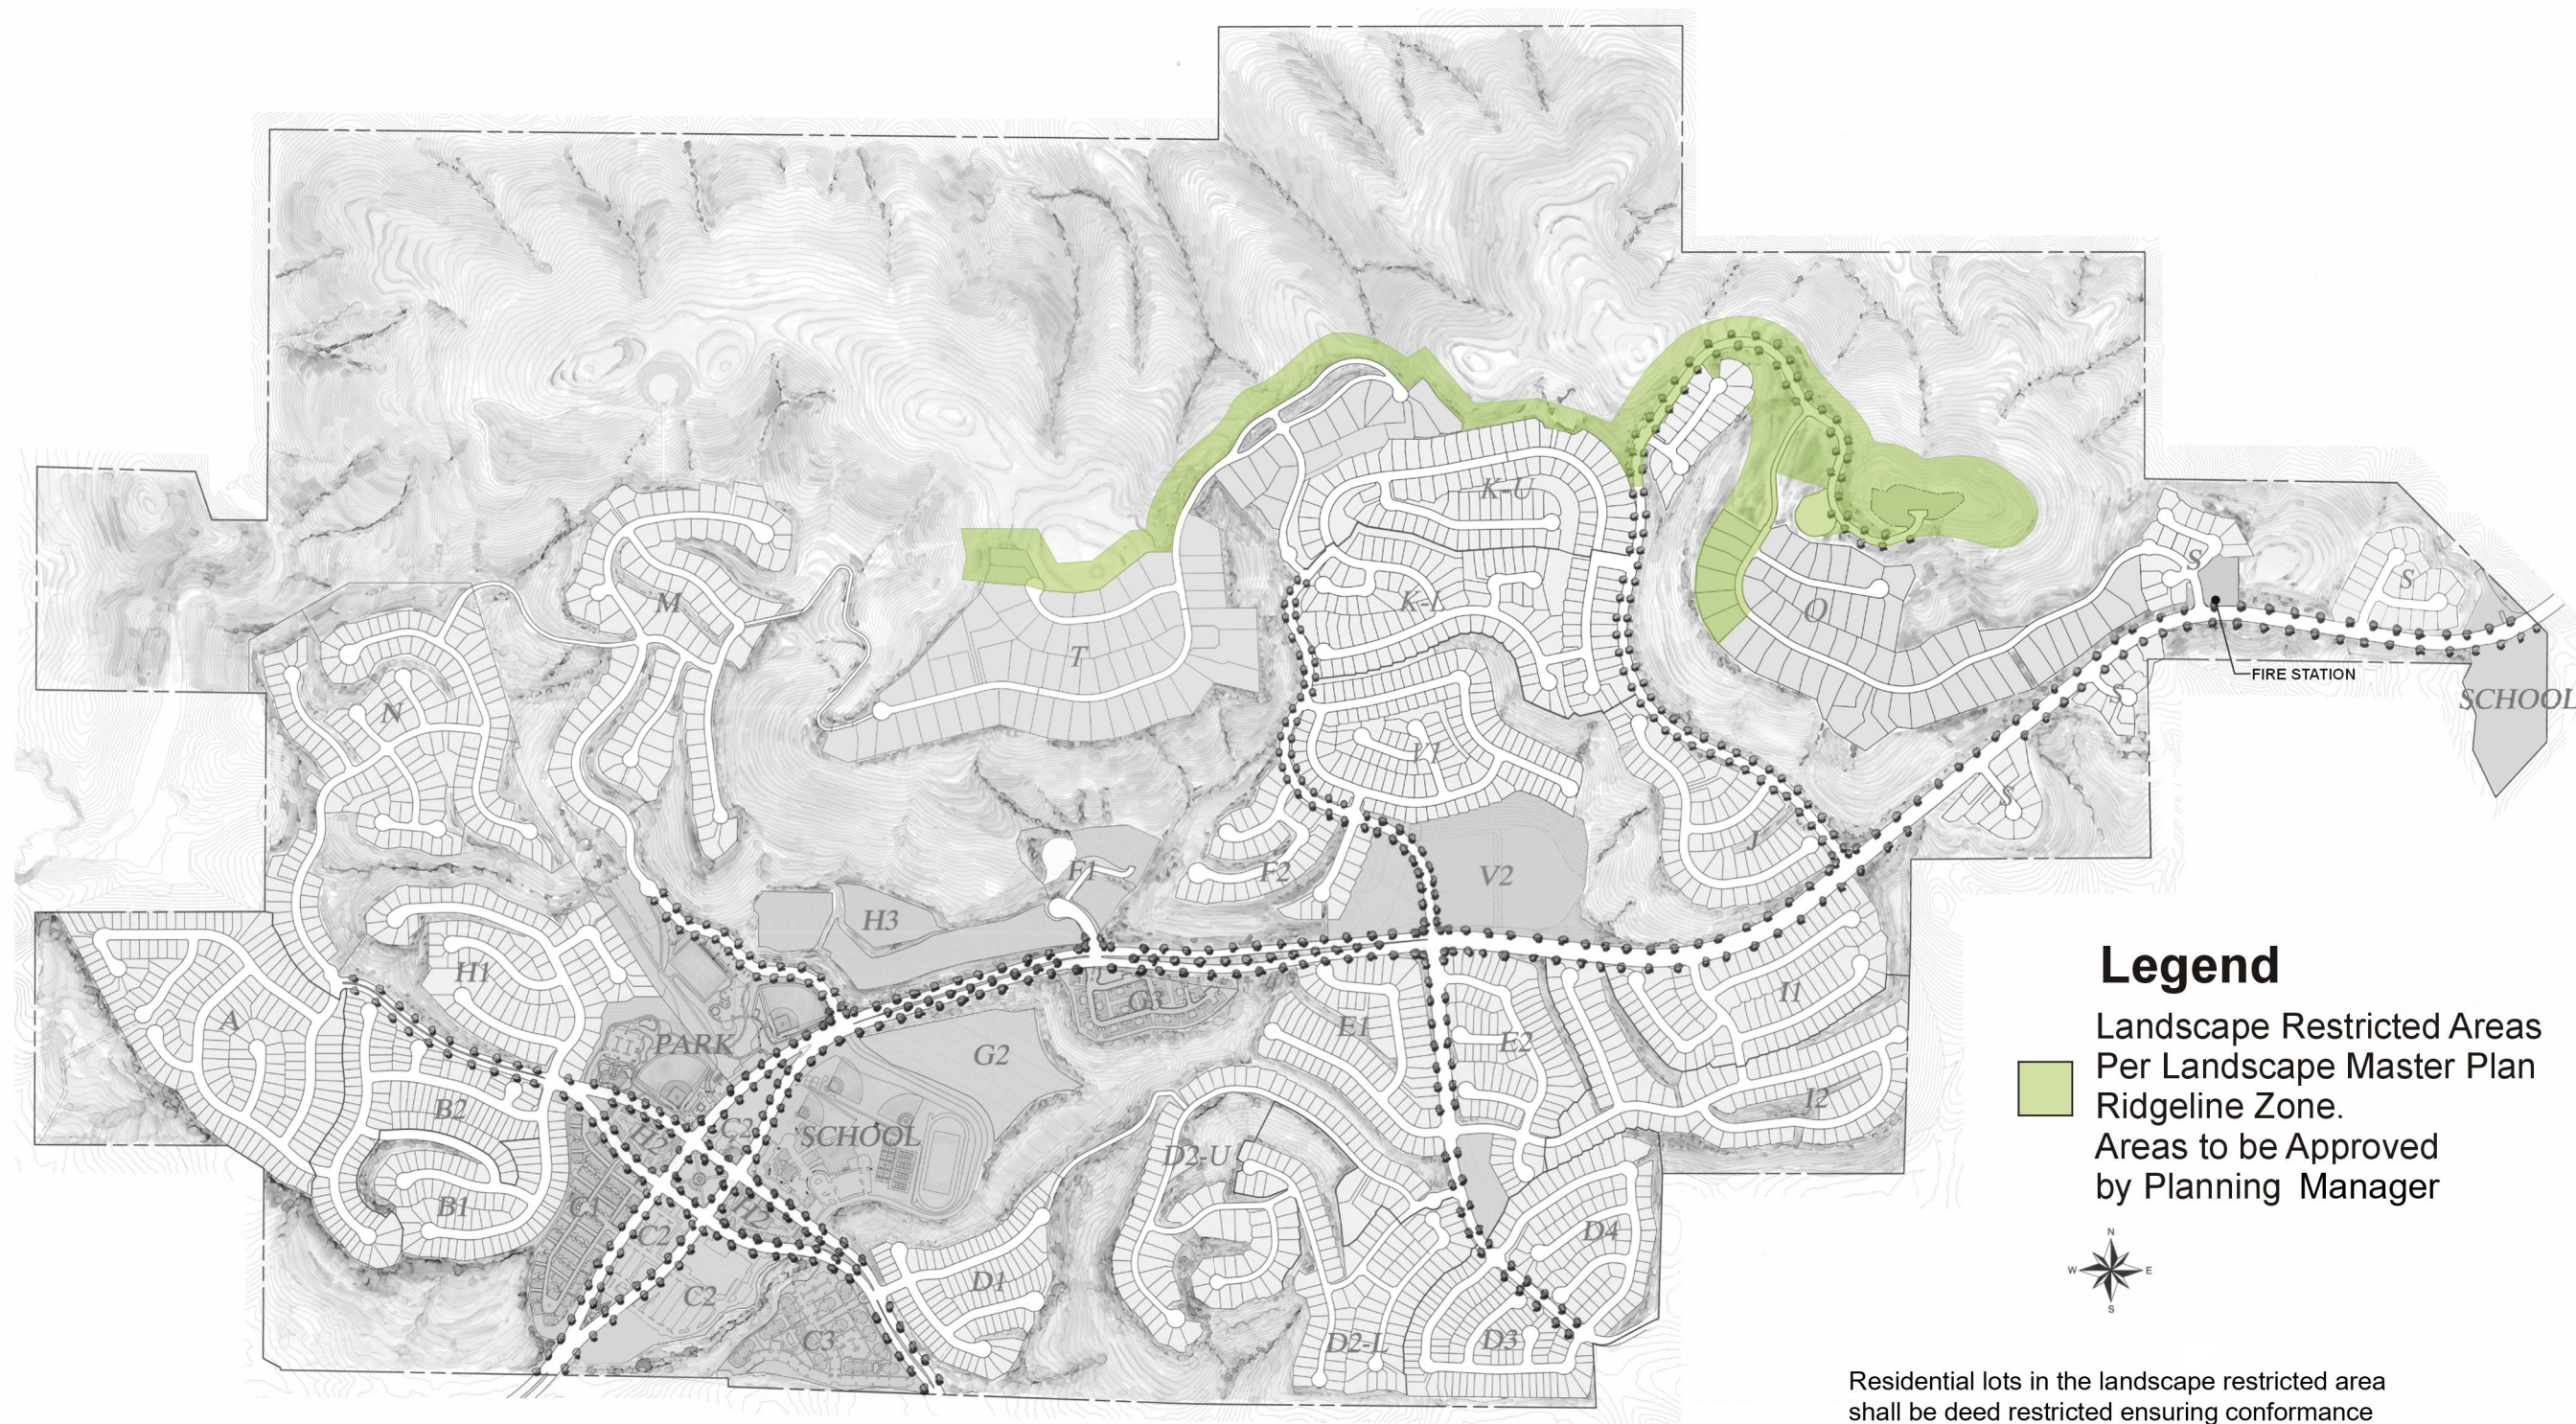 K-U
M
S
S
K-L
O
T
FIRE STATION
S
SCHOOL
N
V1
S
J
F1
F2
V2
H3
H1
I1
G3
A
E1
E2
PARK
G2
I2
B2
C2
H2
SCHOOL
D2-U
B1
C1
H2
C2
D4
D1
C2
C3
D2-L
D3
Legend
Landscape Restricted Areas
Per Landscape Master Plan
Ridgeline Zone.
Areas to be Approved
by Planning Manager
N
W E
S
Residential lots in the landscape restricted area
shall be deed restricted ensuring conformance